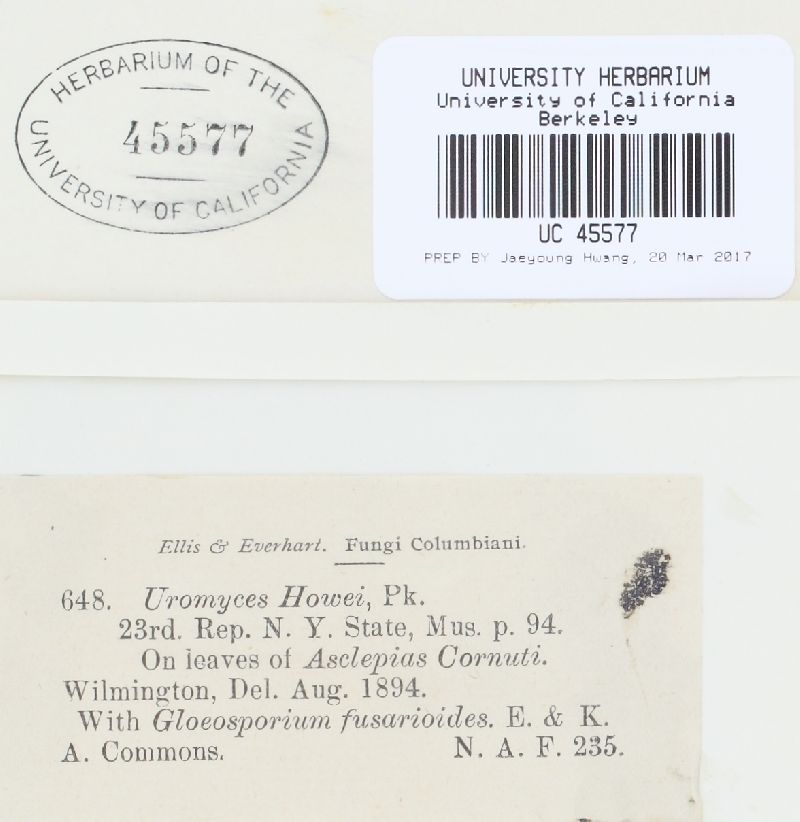 HERBARIUM OF THE
45577
UNIVERSITY OF CALIFORNIA
UNIVERSITY HERBARIUM
University of California
Berkeley
UC 45577
PREP BY Jaeyoung Hwang, 20 Mar 2017
Ellis & Everhart. Fungi Columbiani.
648. Uromyces Howei, Pk.
23rd. Rep. N. Y. State, Mus. p. 94.
On leaves of Asclepias Cornuti.
Wilmington, Del. Aug. 1894.
With Gloeosporium fusarioides. E. & K.
A. Commons. N. A. F. 235.